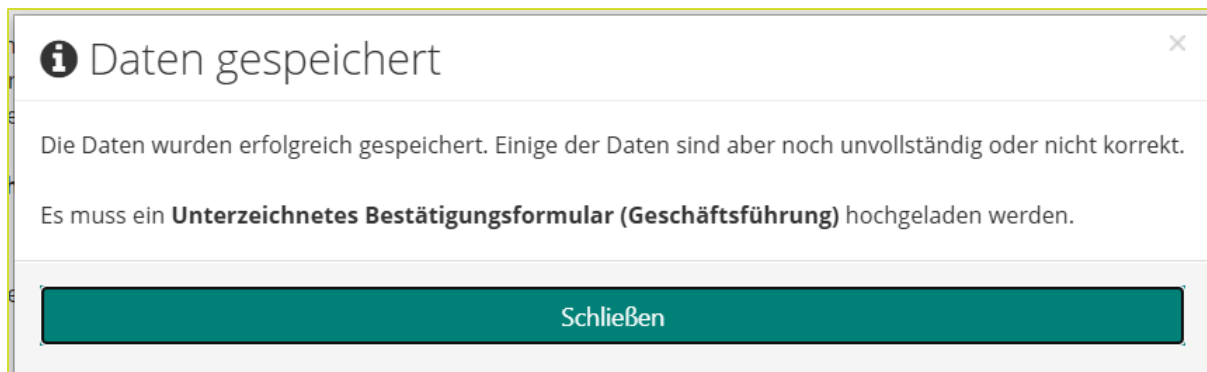 Daten gespeichert
×
Die Daten wurden erfolgreich gespeichert. Einige der Daten sind aber noch unvollständig oder nicht korrekt.
Es muss ein Unterzeichnetes Bestätigungsformular (Geschäftsführung) hochgeladen werden.
Schließen